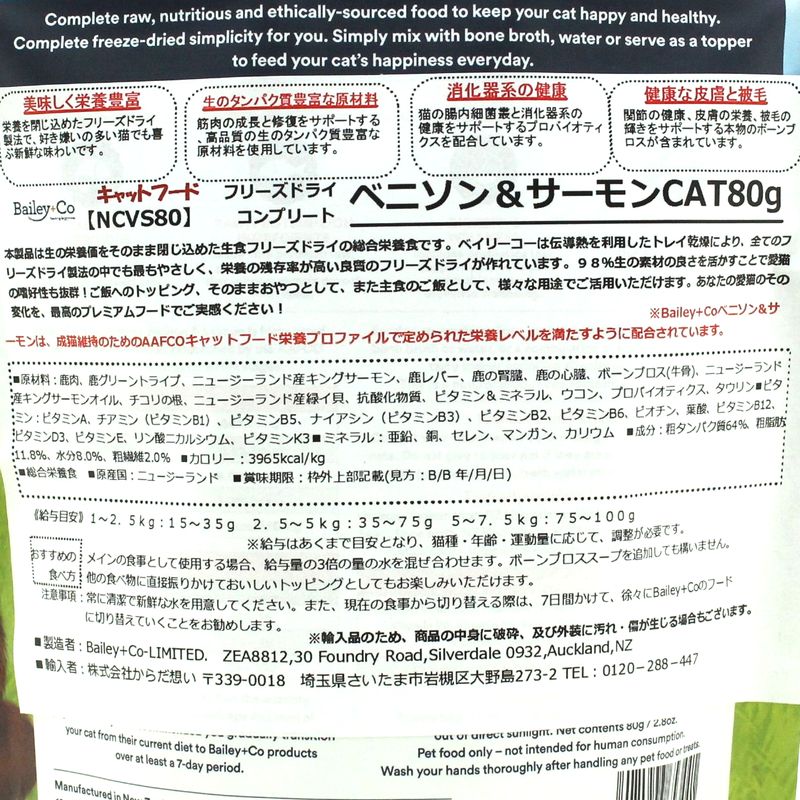 Complete raw, nutritious and ethically-sourced food to keep your cat happy and healthy.
Complete freeze-dried simplicity for you. Simply mix with bone broth, water or serve as a topper
to feed your cat's happiness everyday.
美味しく栄養豊富
栄養を閉じ込めたフリーズドライ
製法で、好き嫌いの多い猫でも喜
ぶ新鮮な味わいです。
生のタンパク質豊富な原材料
筋肉の成長と修復をサポートする
、高品質の生のタンパク質豊富な
原材料を使用しています。
消化器系の健康
猫の腸内細菌叢と消化器系の
健康をサポートするプロバイオティ
クスを配合しています。
健康な皮膚と被毛
関節の健康、皮膚の栄養、被毛の
輝きをサポートする本物のボーンブ
ロスが含まれています。
Bailey+Co
キャットフード
【NCVS80】
フリーズドライ
コンプリート
ベニソン&サーモンCAT80g
本製品は生の栄養価をそのまま閉じ込めた生食フリーズドライの総合栄養食です。ベイリーコーは伝導熱を利用したトレイ乾燥により、全てのフ
リーズドライ製法の中でも最もやさしく、栄養の残存率が高い良質のフリーズドライが作れています。98%生の素材の良さを活かすことで愛猫
の嗜好性も抜群!ご飯へのトッピング、そのままおやつとして、また主食のご飯として、様々な用途でご活用いただけます。あなたの愛猫のその
変化を、最高のプレミアムフードでご実感ください!
※Bailey+Coベニソン&サ
ーモンは、成猫維持のためのAAFCOキャットフード栄養プロファイルで定められた栄養レベルを満たすように配合されています。
■原材料:鹿肉、鹿グリーントライプ、ニュージーランド産キングサーモン、鹿レバー、鹿の腎臓、鹿の心臓、ボーンブロス(牛骨)、ニュージーランド
産キングサーモンオイル、チコリの根、ニュージーランド産緑イ貝、抗酸化物質、ビタミン&ミネラル、ウコン、プロバイオティクス、タウリン■ビタ
ミン:ビタミンA、チアミン(ビタミンB1)、ビタミンB5、ナイアシン(ビタミンB3)、ビタミンB2、ビタミンB6、ビオチン、葉酸、ビタミンB12、
ビタミンD3、ビタミンE、リン酸ニカルシウム、ビタミンK3■ミネラル:亜鉛、銅、セレン、マンガン、カリウム ■成分:粗タンパク質64%、粗脂肪
11.8%、水分8.0%、粗繊維2.0% ■カロリー:3965kcal/kg
■総合栄養食 ■原産国:ニュージーランド ■賞味期限:枠外上部記載(見方:B/B 年/月/日)
《給与目安》1~2.5kg:15~35g 2.5~5kg:35~75g 5~7.5kg:75~100g
※給与はあくまで目安となり、猫種・年齢・運動量に応じて、調整が必要です。
おすすめの
食べ方
メインの食事として使用する場合、給与量の3倍の量の水を混ぜ合わせます。ボーンブロススープを追加しても構いません。
他の食べ物に直接振りかけておいしいトッピングとしてもお楽しみいただけます。
注意事項:常に清潔で新鮮な水を用意してください。また、現在の食事から切り替える際は、7日間かけて、徐々にBailey+Coのフード
に切り替えていくことをお勧めします。
※輸入品のため、商品の中身に破砕、及び外装に汚れ・傷が生じる場合もございます。
■製造者:Bailey+Co-LIMITED. ZEA8812,30 Foundry Road,Silverdale 0932,Auckland,NZ
■輸入者:株式会社からだ想い 〒339-0018 埼玉県さいたま市岩槻区大野島273-2 TEL:0120-288-447
your cat from their current diet to Bailey+Co products
over at least a 7-day period.
out of direct sunlight. Net contents 80g / 2.8oz.
Pet food only – not intended for human consumption.
Wash your hands thoroughly after handling any pet food or treats.
Manufactured in New